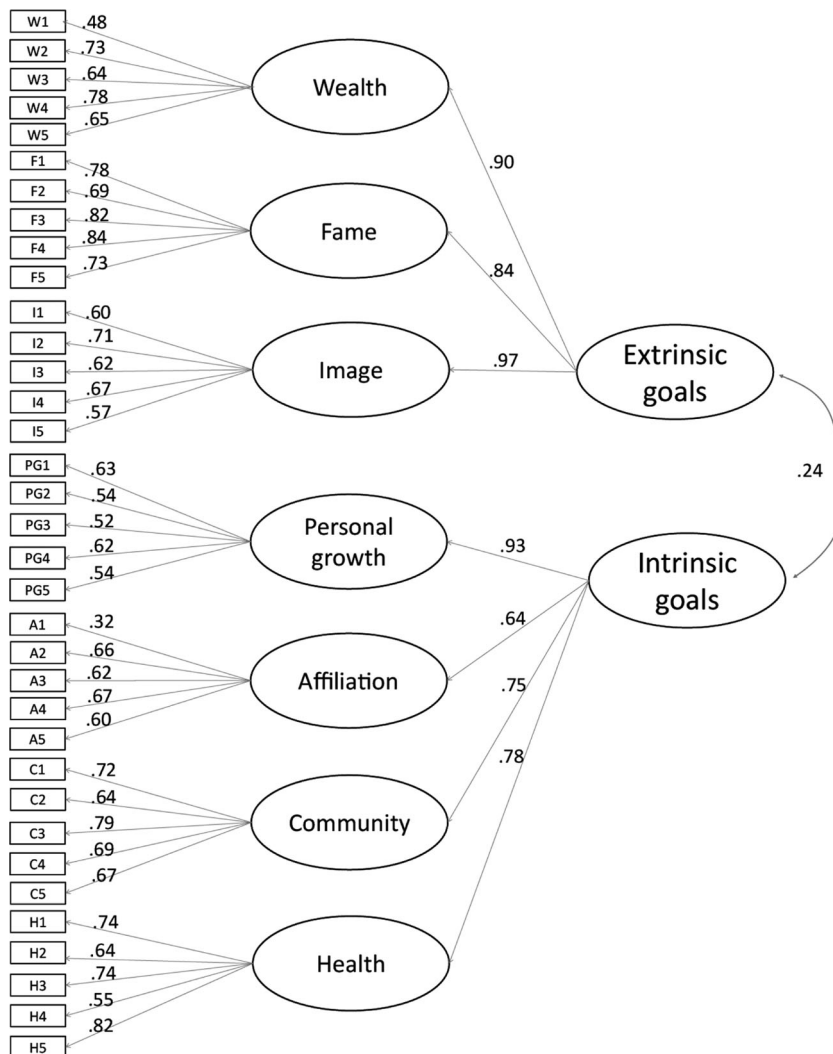 W1
.48
W2
.73
W3
.64
W4
.78
W5
.65
Wealth
F1
.78
F2
.69
F3
.82
F4
.84
F5
.73
Fame
I1
.60
I2
.71
I3
.62
I4
.67
I5
.57
Image
.90
.84
.97
Extrinsic
goals
.24
PG1
.63
PG2
.54
PG3
.52
PG4
.62
PG5
.54
Personal
growth
A1
.32
A2
.66
A3
.62
A4
.67
A5
.60
Affiliation
C1
.72
C2
.64
C3
.79
C4
.69
C5
.67
Community
H1
.74
H2
.64
H3
.74
H4
.55
H5
.82
Health
.93
.64
.75
.78
Intrinsic
goals